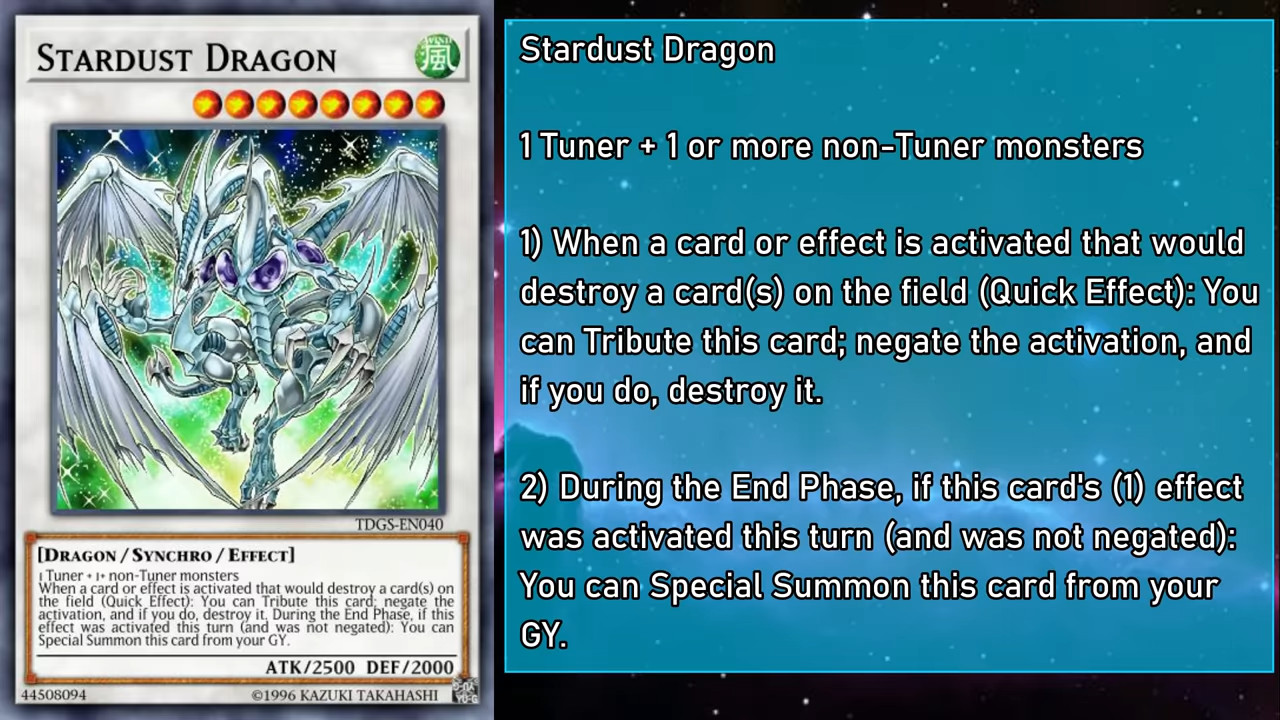 STARDUST DRAGON
WIND
風
TDGS-EN040
[DRAGON / SYNCHRO / EFFECT]
1 Tuner + 1+ non-Tuner monsters
When a card or effect is activated that would destroy a card(s) on
the field (Quick Effect): You can Tribute this card; negate the
activation, and if you do, destroy it. During the End Phase, if this
effect was activated this turn (and was not negated): You can
Special Summon this card from your GY.
ATK/2500 DEF/2000
44508094
©1996 KAZUKI TAKAHASHI
Stardust Dragon
1 Tuner + 1 or more non-Tuner monsters
1) When a card or effect is activated that would
destroy a card(s) on the field (Quick Effect): You
can Tribute this card; negate the activation, and
if you do, destroy it.
2) During the End Phase, if this card's (1) effect
was activated this turn (and was not negated):
You can Special Summon this card from your
GY.